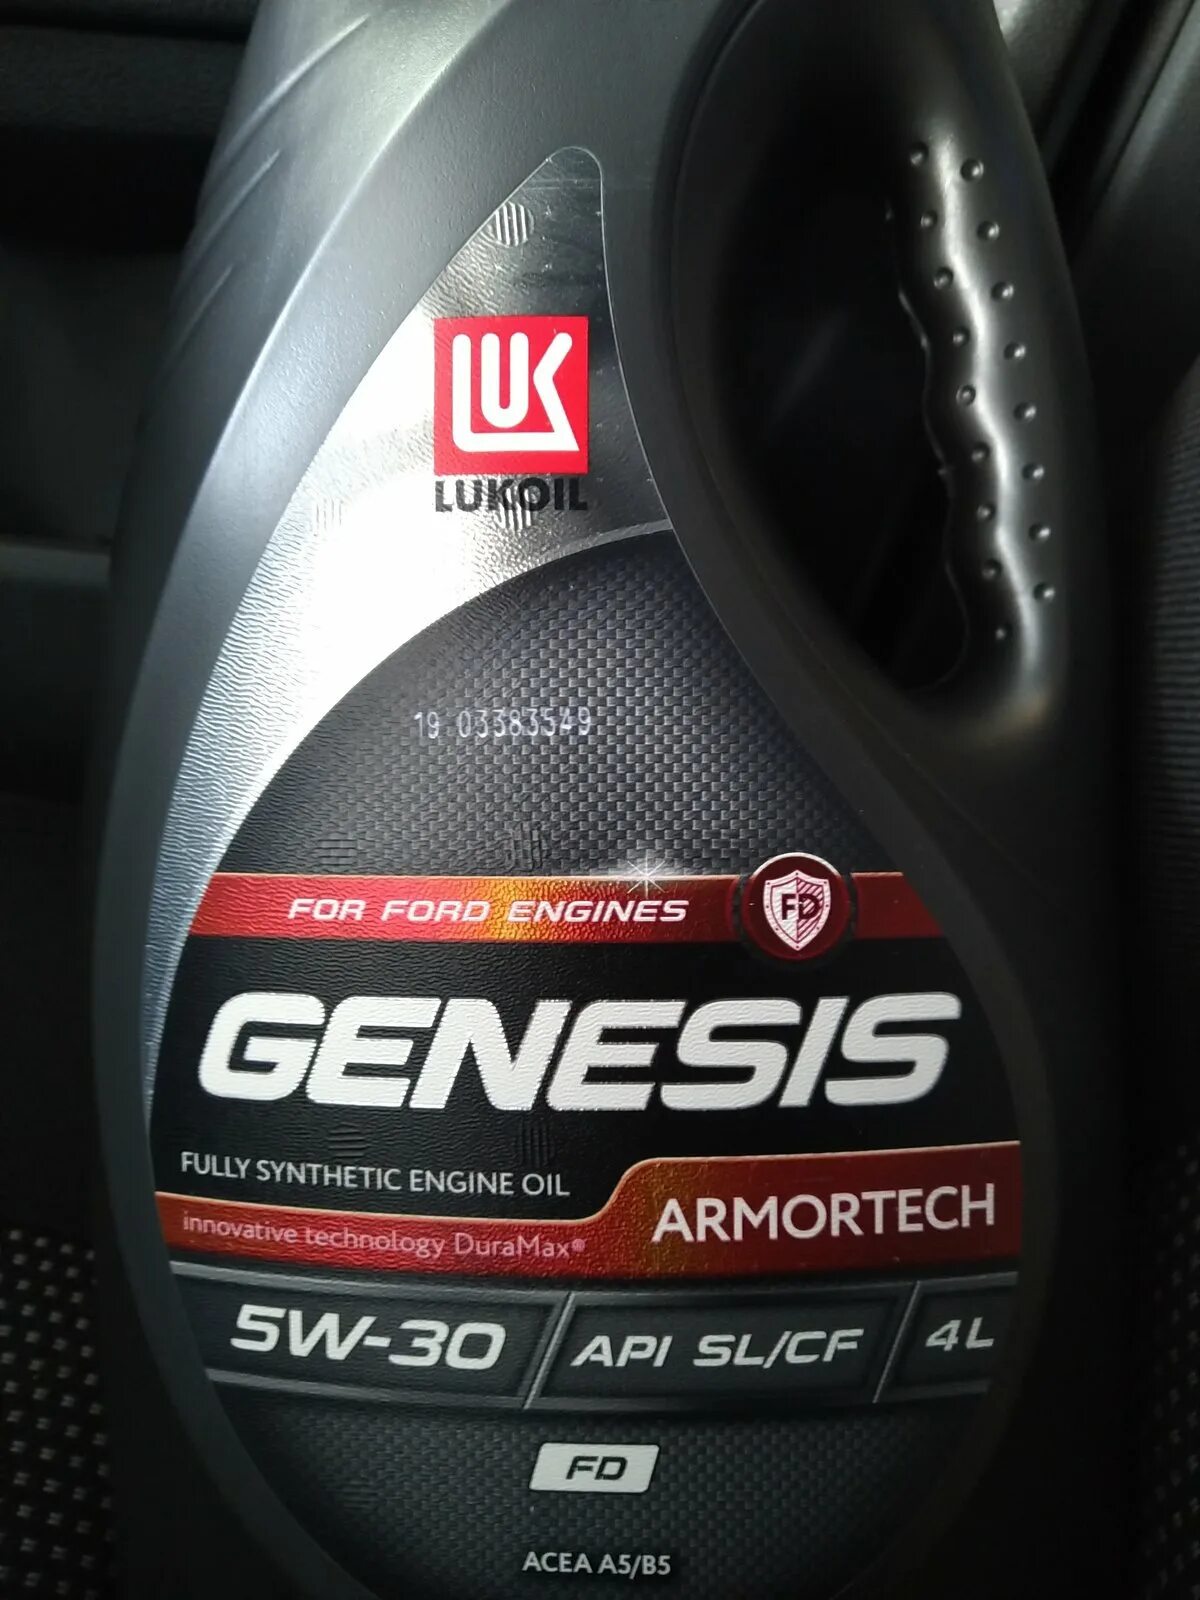 LUK
LUKOIL
19 03383549
FOR FORD ENGINES
FD
GENESIS
FULLY SYNTHETIC ENGINE OIL
ARMORTECH
innovative technology DuraMax®
5W-30
API SL/CF
4L
FD
ACEA A5/B5